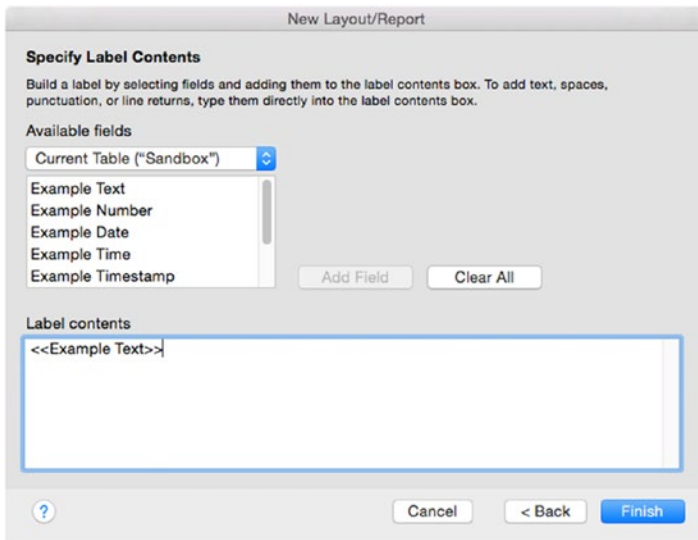 New Layout/Report
Specify Label Contents
Build a label by selecting fields and adding them to the label contents box. To add text, spaces,
punctuation, or line returns, type them directly into the label contents box.
Available fields
Current Table ("Sandbox")
Example Text
Example Number
Example Date
Example Time
Example Timestamp
Add Field
Clear All
Label contents
<<Example Text>>
?
Cancel
< Back
Finish